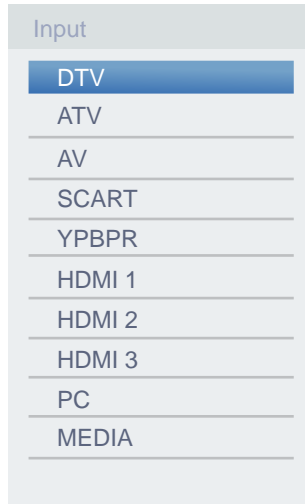 Input
DTV
ATV
AV
SCART
YPBPR
HDMI 1
HDMI 2
HDMI 3
PC
MEDIA